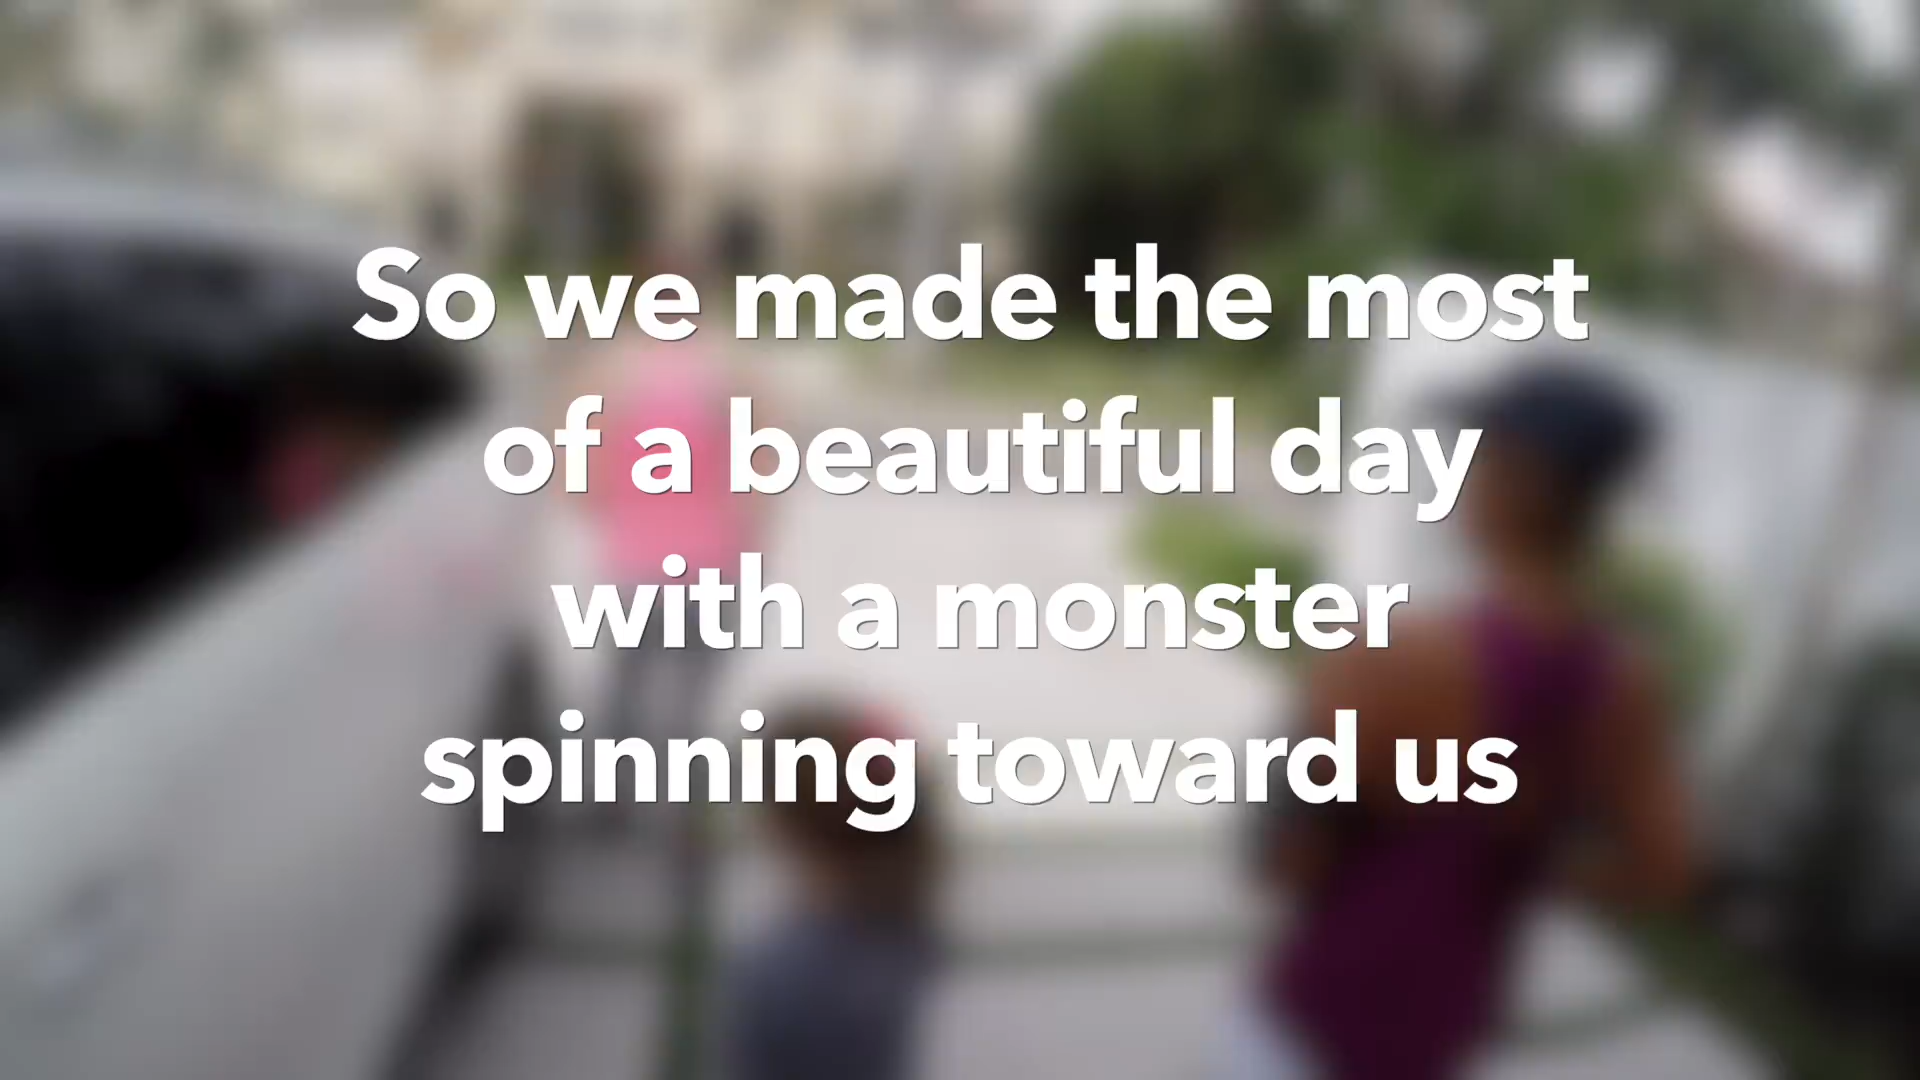 So we made the most
of a beautiful day
with a monster
spinning toward us